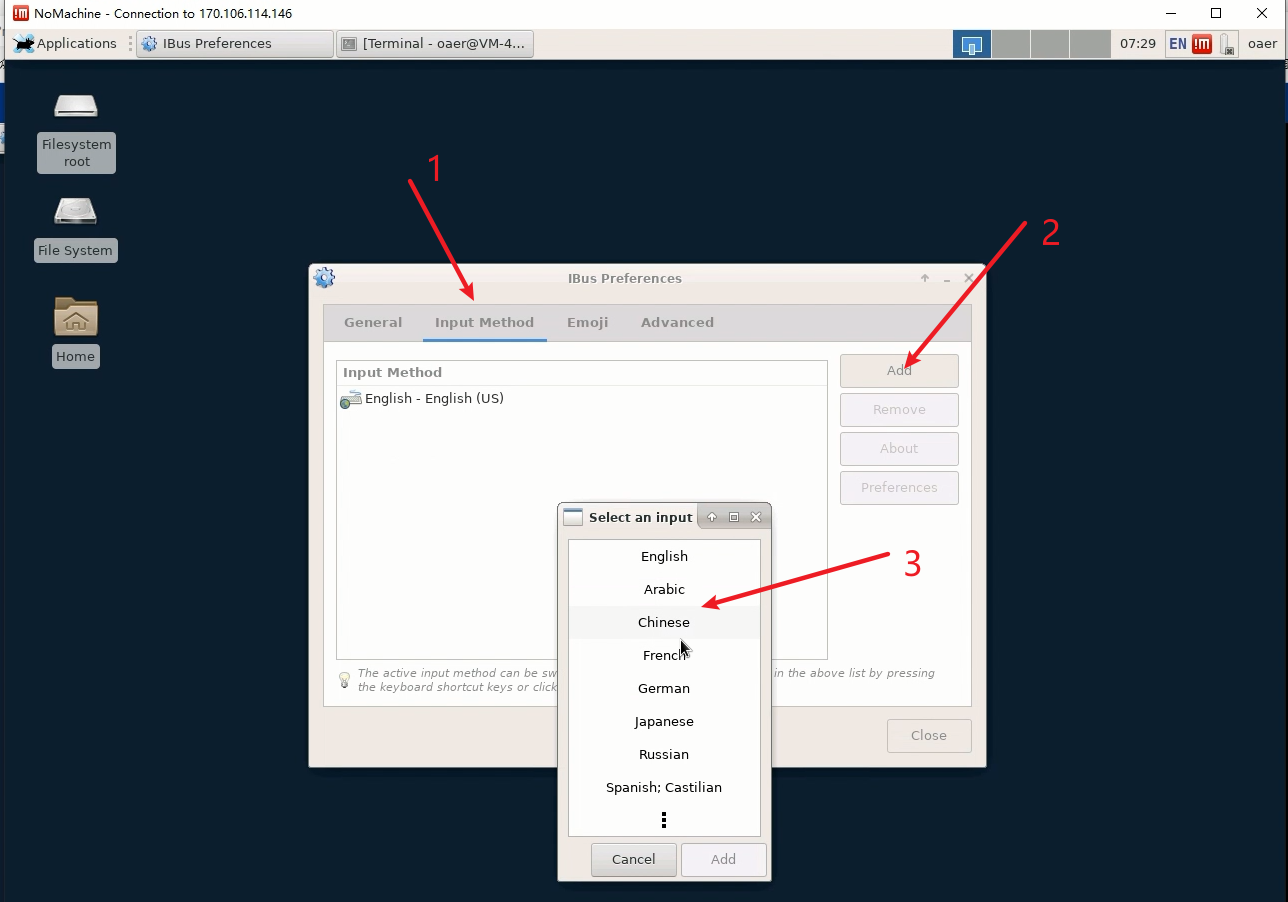 NoMachine - Connection to 170.106.114.146
Applications
IBus Preferences
[Terminal - oaer@VM-4...
07:29
EN
!M
oaer
Filesystem
root
File System
Home
1
2
IBus Preferences
General
Input Method
Emoji
Advanced
Input Method
English - English (US)
Add
Remove
About
Preferences
Select an input
English
Arabic
Chinese
French
German
Japanese
Russian
Spanish; Castilian
3
The active input method can be sw
in the above list by pressing
the keyboard shortcut keys or click
Close
Cancel
Add